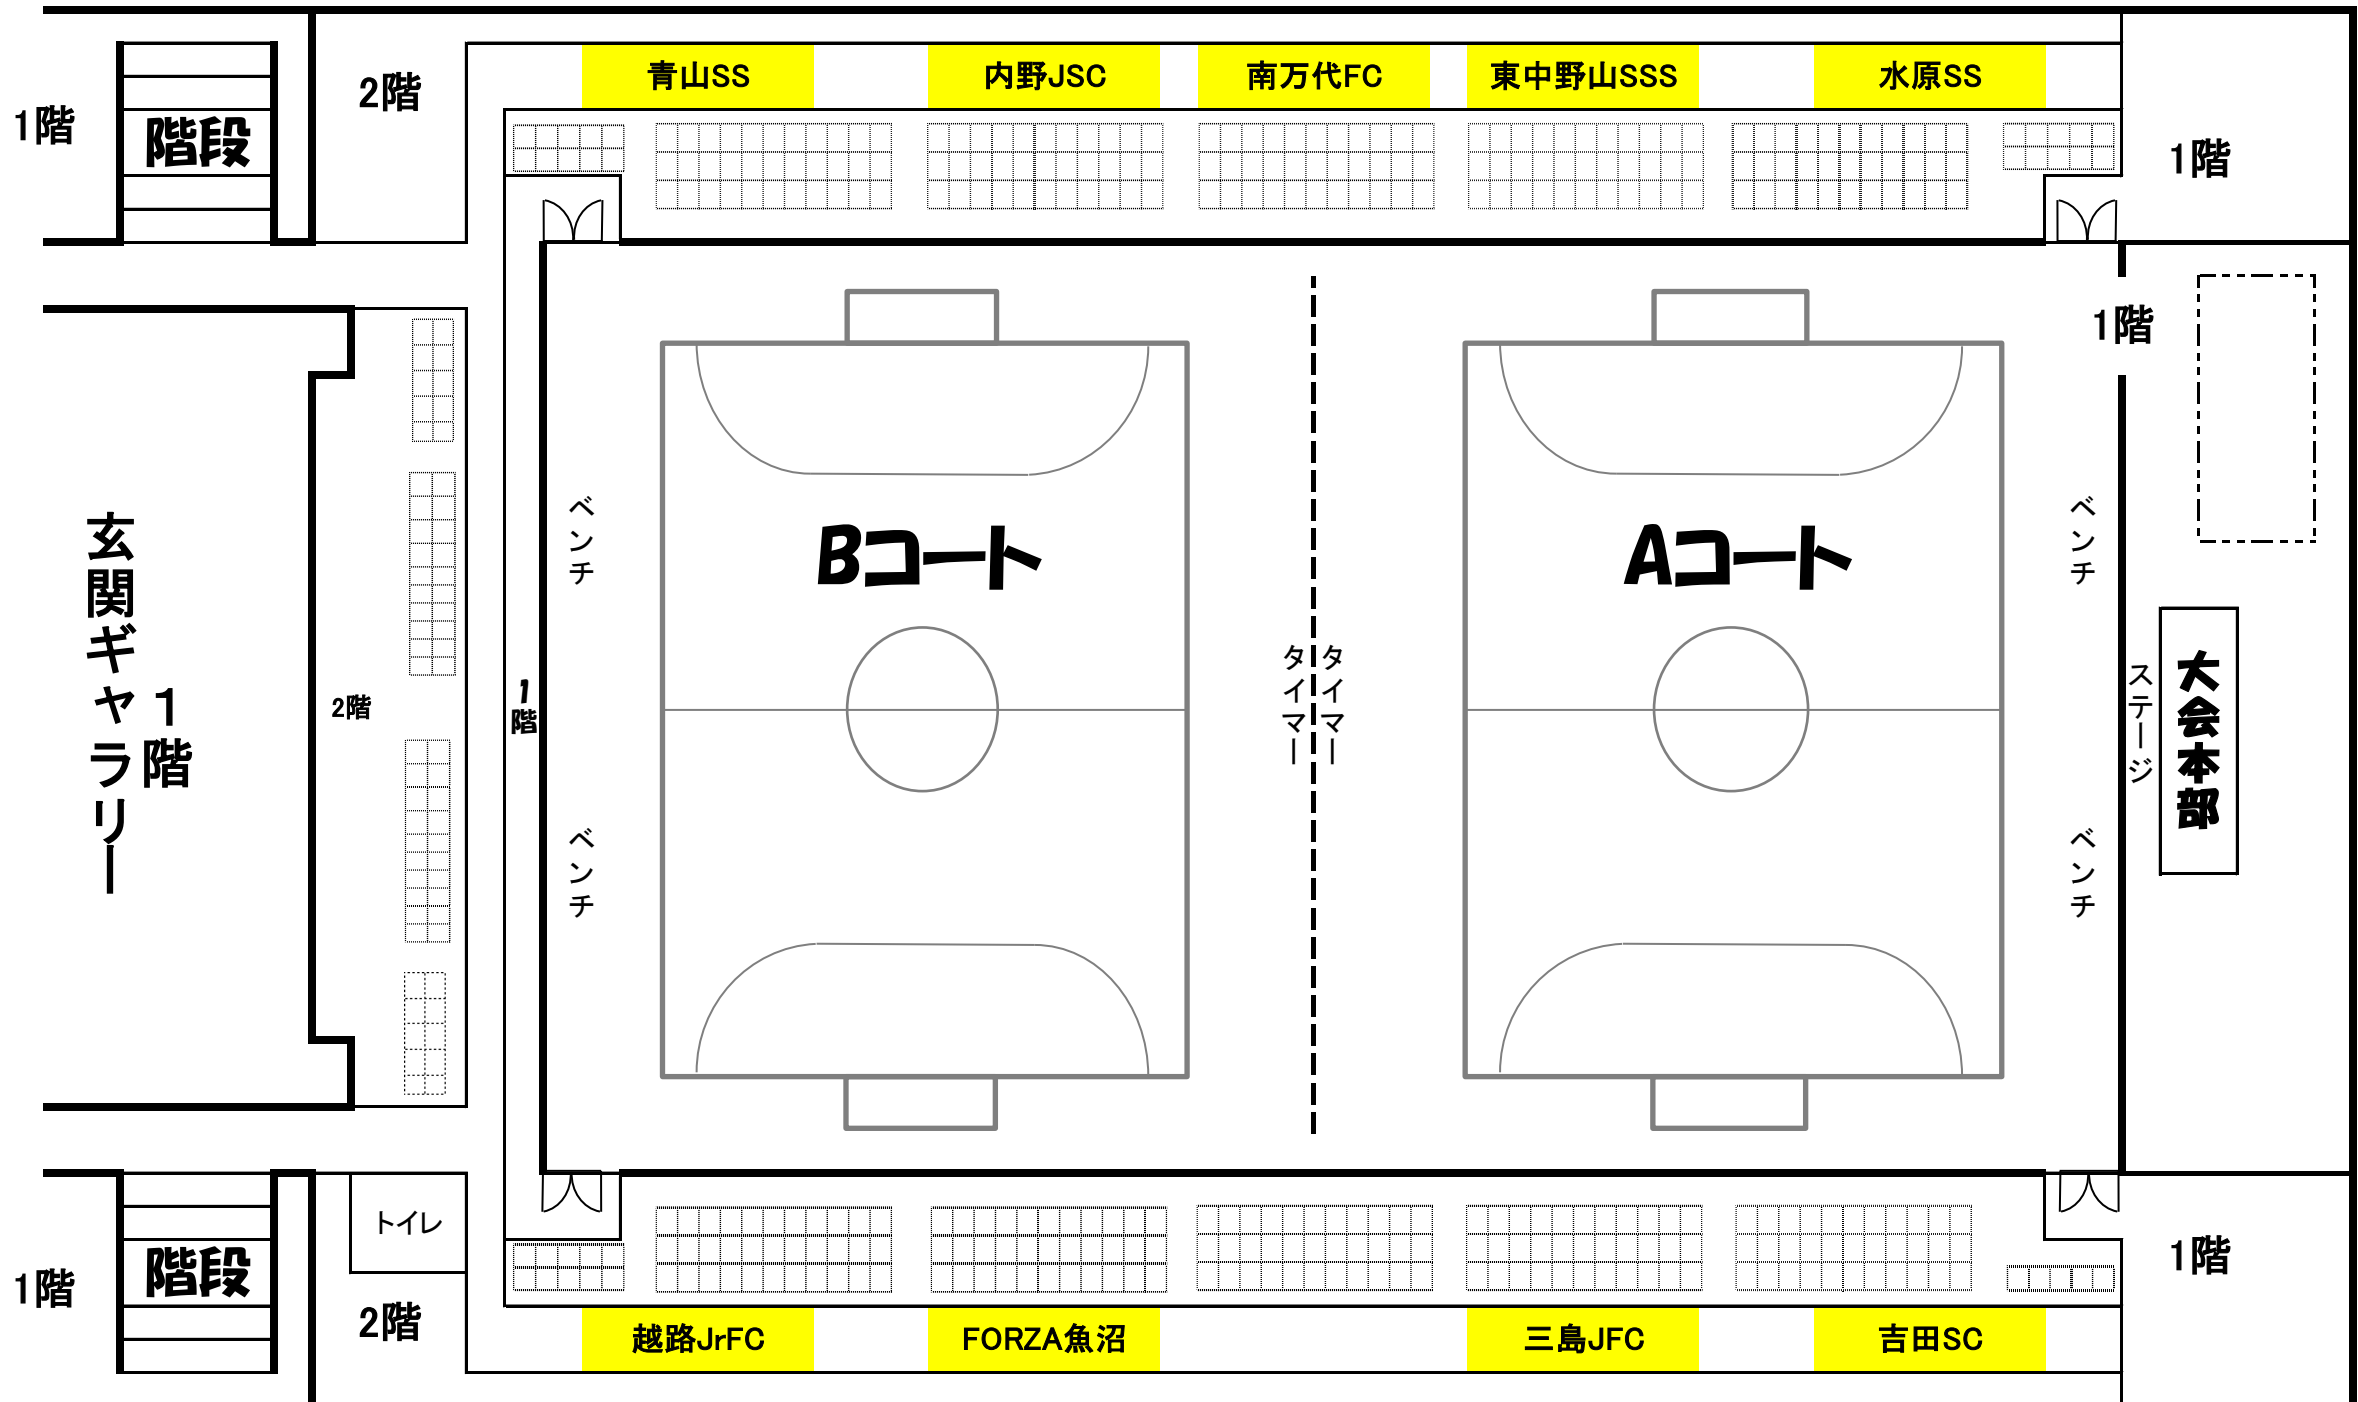 青山SS
内野JSC
南万代FC
東中野山SSS
水原SS
2階
1階
階段
1階
1階
ベンチ
ベンチ
Bコート
Aコート
玄関ギャラリー
1階
2階
1階
タイマー
タイマー
ステージ
大会本部
ベンチ
ベンチ
トイレ
階段
1階
2階
1階
越路JrFC
FORZA魚沼
三島JFC
吉田SC